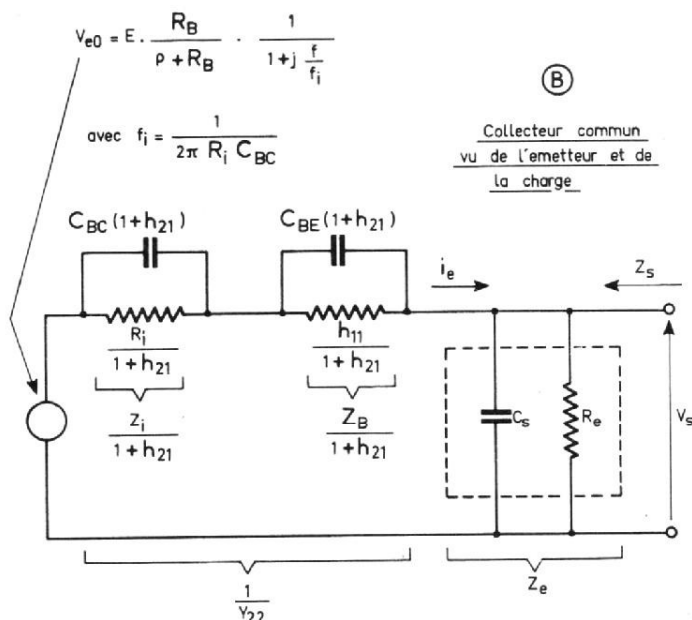 V_e0 = E . R_B / (ρ + R_B) . 1 / (1 + j f/f_i)
avec f_i = 1 / (2π R_i C_BC)
B
Collecteur commun
vu de l'emetteur et de
la charge
C_BC (1+h_21)
C_BE (1+h_21)
i_e
Z_s
R_i / (1+h_21)
h_11 / (1+h_21)
Z_i / (1+h_21)
Z_B / (1+h_21)
C_s
R_e
V_s
1 / Y_22
Z_e